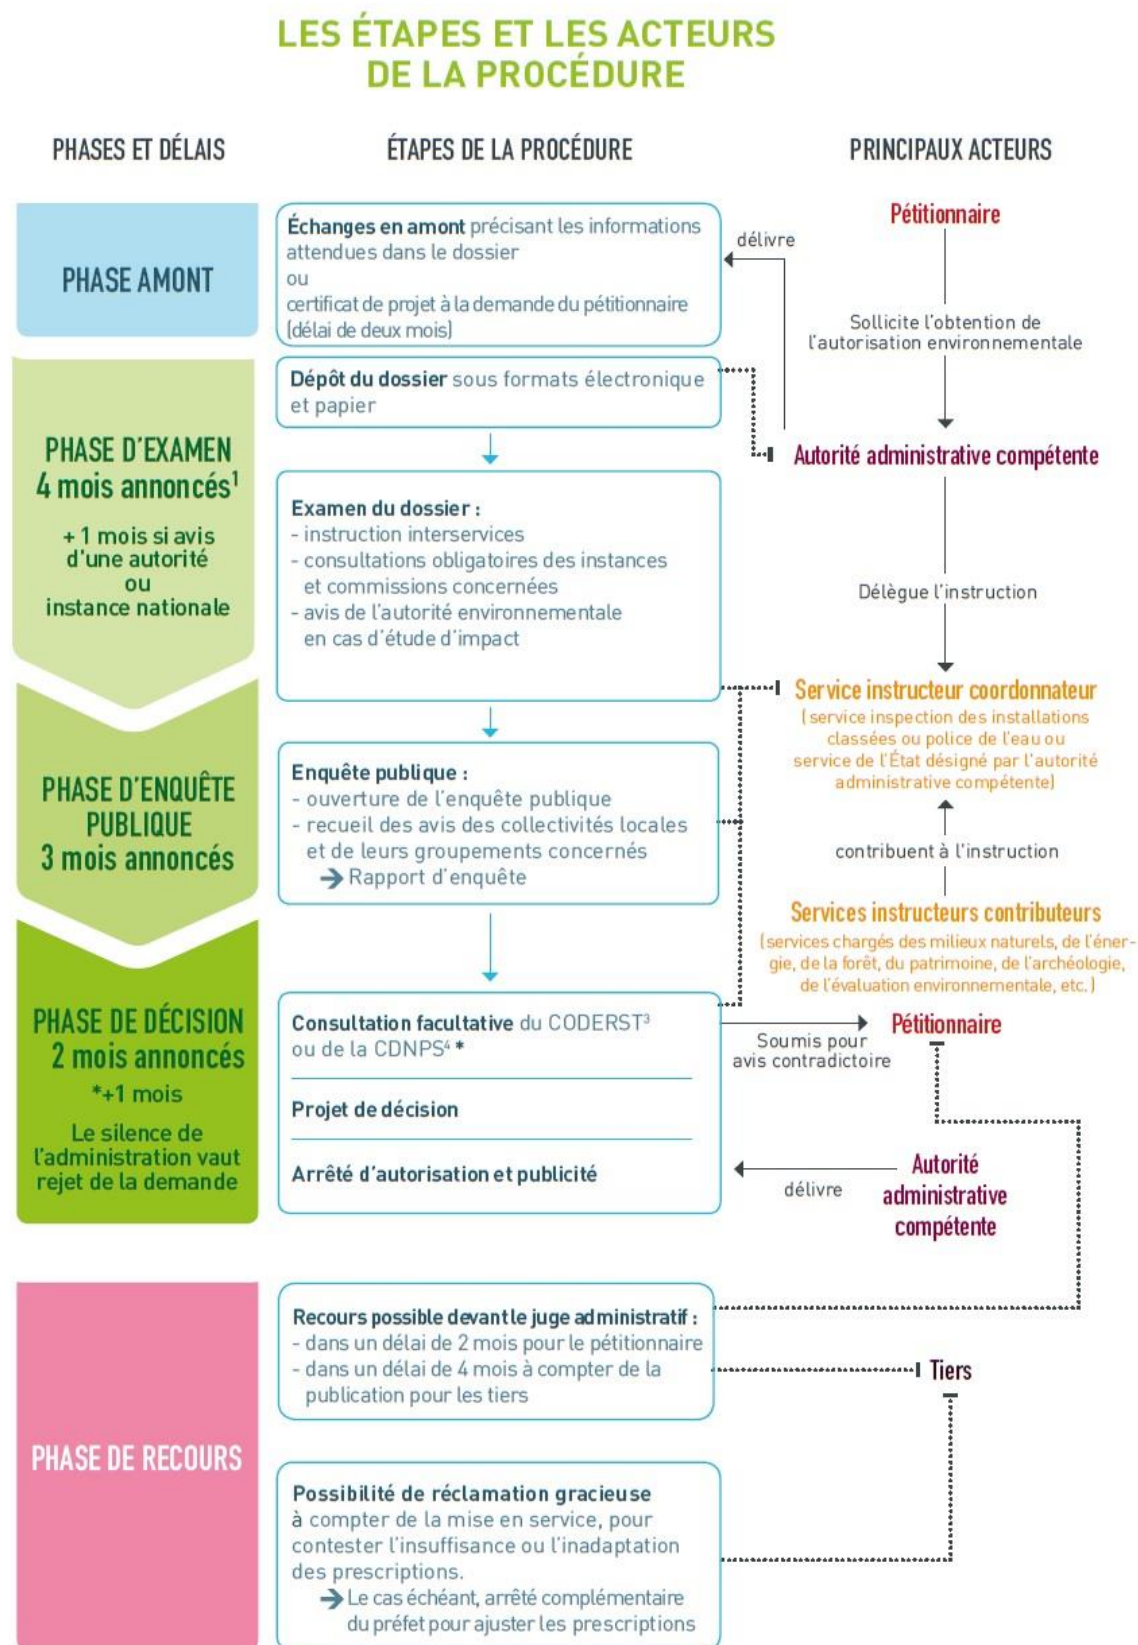 LES ÉTAPES ET LES ACTEURS
DE LA PROCÉDURE
PHASES ET DÉLAIS
ÉTAPES DE LA PROCÉDURE
PRINCIPAUX ACTEURS
PHASE AMONT
Échanges en amont précisant les informations
attendues dans le dossier
ou
certificat de projet à la demande du pétitionnaire
(délai de deux mois)
délivre
Pétitionnaire
Sollicite l'obtention de
l'autorisation environnementale
PHASE D'EXAMEN
4 mois annoncés¹
+ 1 mois si avis
d'une autorité
ou
instance nationale
Dépôt du dossier sous formats électronique
et papier
Autorité administrative compétente
Examen du dossier :
- instruction interservices
- consultations obligatoires des instances
et commissions concernées
- avis de l'autorité environnementale
en cas d'étude d'impact
Délègue l'instruction
Service instructeur coordonnateur
(service inspection des installations
classées ou police de l'eau ou
service de l'État désigné par l'autorité
administrative compétente)
PHASE D'ENQUÊTE
PUBLIQUE
3 mois annoncés
Enquête publique :
- ouverture de l'enquête publique
- recueil des avis des collectivités locales
et de leurs groupements concernés
➔ Rapport d'enquête
contribuent à l'instruction
Services instructeurs contributeurs
(services chargés des milieux naturels, de l'éner-
gie, de la forêt, du patrimoine, de l'archéologie,
de l'évaluation environnementale, etc.)
PHASE DE DÉCISION
2 mois annoncés
*+1 mois
Le silence de
l'administration vaut
rejet de la demande
Consultation facultative du CODERST³
ou de la CDNPS⁴ *
Projet de décision
Arrêté d'autorisation et publicité
Soumis pour
avis contradictoire
Pétitionnaire
délivre
Autorité
administrative
compétente
PHASE DE RECOURS
Recours possible devant le juge administratif :
- dans un délai de 2 mois pour le pétitionnaire
- dans un délai de 4 mois à compter de la
publication pour les tiers
Tiers
Possibilité de réclamation gracieuse
à compter de la mise en service, pour
contester l'insuffisance ou l'inadaptation
des prescriptions.
➔ Le cas échéant, arrêté complémentaire
du préfet pour ajuster les prescriptions